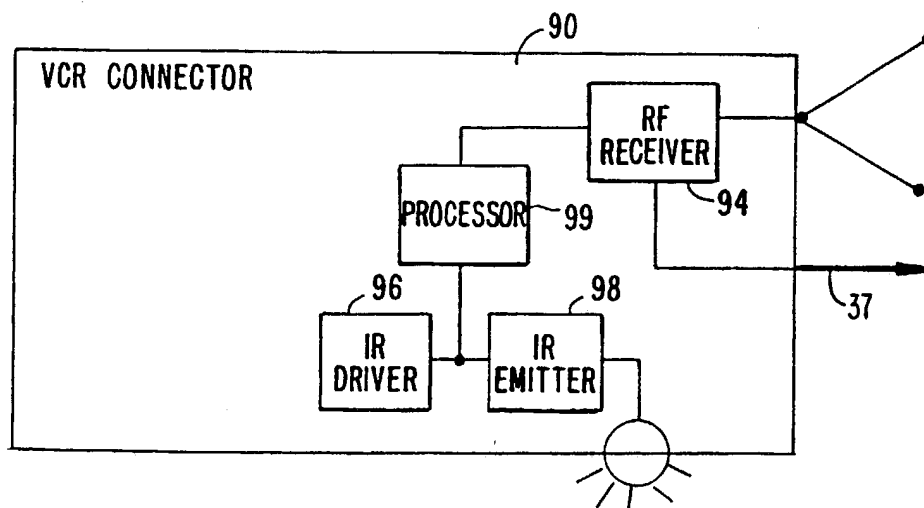 90
VCR CONNECTOR
RF
RECEIVER
94
PROCESSOR
99
37
96
98
IR
DRIVER
IR
EMITTER